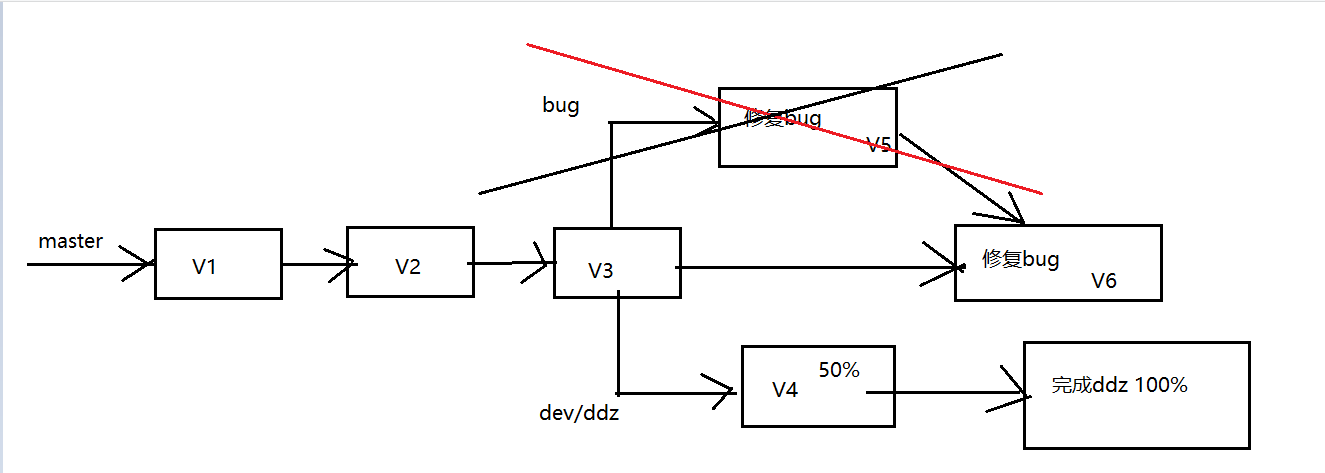 bug
修复bug
V5
master
V1
V2
V3
修复bug
V6
50%
V4
完成ddz 100%
dev/ddz